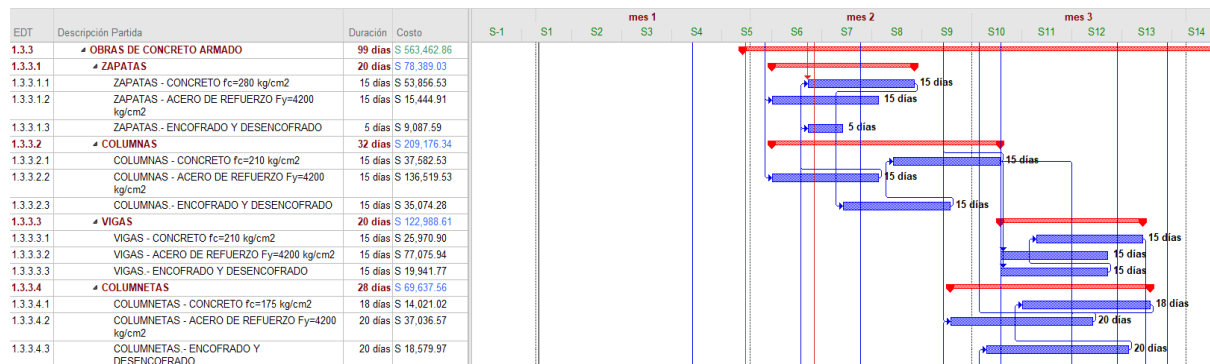 mes 1 mes 2 mes 3
EDT Descripción Partida Duración Costo S-1 S1 S2 S3 S4 S5 S6 S7 S8 S9 S10 S11 S12 S13 S14
1.3.3 OBRAS DE CONCRETO ARMADO 99 días S 563,462.86
1.3.3.1 ZAPATAS 20 días S 78,389.03
1.3.3.1.1 ZAPATAS - CONCRETO fc=280 kg/cm2 15 días S 53,856.53 15 días
1.3.3.1.2 ZAPATAS - ACERO DE REFUERZO Fy=4200 15 días S 15,444.91 15 días
kg/cm2
1.3.3.1.3 ZAPATAS.- ENCOFRADO Y DESENCOFRADO 5 días S 9,087.59 5 días
1.3.3.2 COLUMNAS 32 días S 209,176.34
1.3.3.2.1 COLUMNAS - CONCRETO fc=210 kg/cm2 15 días S 37,582.53 15 días
1.3.3.2.2 COLUMNAS - ACERO DE REFUERZO Fy=4200 15 días S 136,519.53 15 días
kg/cm2
1.3.3.2.3 COLUMNAS.- ENCOFRADO Y DESENCOFRADO 15 días S 35,074.28 15 días
1.3.3.3 VIGAS 20 días S 122,988.61
1.3.3.3.1 VIGAS - CONCRETO fc=210 kg/cm2 15 días S 25,970.90 15 días
1.3.3.3.2 VIGAS - ACERO DE REFUERZO Fy=4200 kg/cm2 15 días S 77,075.94 15 días
1.3.3.3.3 VIGAS.- ENCOFRADO Y DESENCOFRADO 15 días S 19,941.77 15 días
1.3.3.4 COLUMNETAS 28 días S 69,637.56
1.3.3.4.1 COLUMNETAS - CONCRETO fc=175 kg/cm2 18 días S 14,021.02 18 días
1.3.3.4.2 COLUMNETAS - ACERO DE REFUERZO Fy=4200 20 días S 37,036.57 20 días
kg/cm2
1.3.3.4.3 COLUMNETAS.- ENCOFRADO Y 20 días S 18,579.97 20 días
DESENCOFRADO